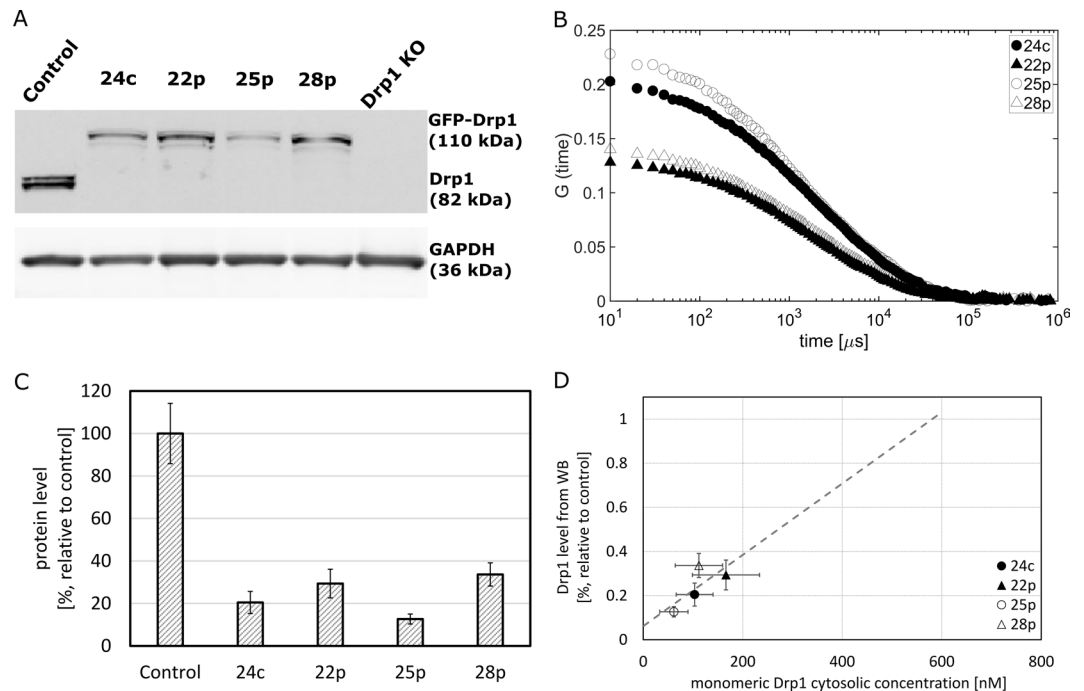 A
Control
24c
22p
25p
28p
Drp1 KO
GFP-Drp1
(110 kDa)
Drp1
(82 kDa)
GAPDH
(36 kDa)
B
0.25
0.2
0.15
0.1
0.05
0
G (time)
10^1
10^2
10^3
10^4
10^5
10^6
time [μs]
24c
22p
25p
28p
C
120
100
80
60
40
20
0
protein level
[%, relative to control]
Control
24c
22p
25p
28p
D
1
0.8
0.6
0.4
0.2
0
Drp1 level from WB
[%, relative to control]
0
200
400
600
800
monomeric Drp1 cytosolic concentration [nM]
24c
22p
25p
28p